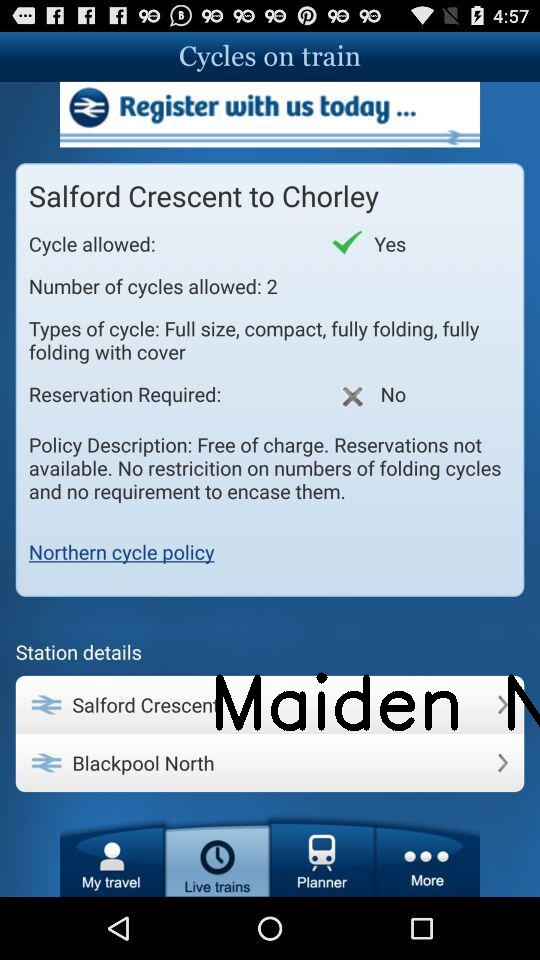 4:57
Cycles on train
Register with us today ...
Salford Crescent to Chorley
Cycle allowed: Yes
Number of cycles allowed: 2
Types of cycle: Full size, compact, fully folding, fully
folding with cover
Reservation Required: No
Policy Description: Free of charge. Reservations not
available. No restricition on numbers of folding cycles
and no requirement to encase them.
Northern cycle policy
Station details
Salford Crescent
Maiden N
Blackpool North
My travel
Live trains
Planner
More